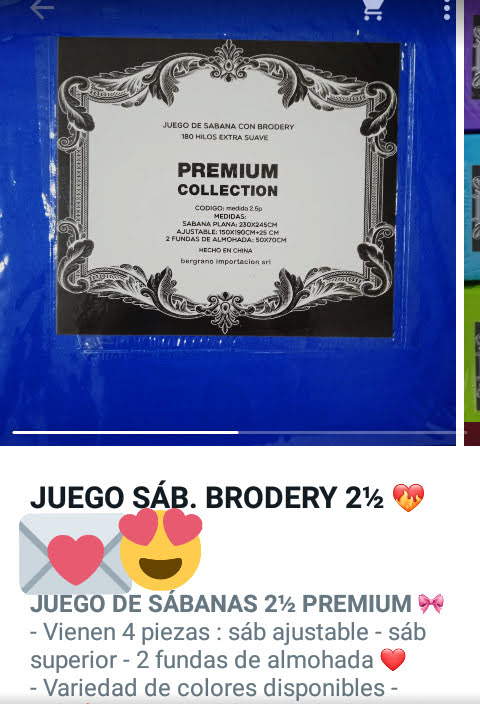 JUEGO DE SABANA CON BRODERY
180 HILOS EXTRA SUAVE
PREMIUM
COLLECTION
CODIGO: medida 2.5p
MEDIDAS:
SABANA PLANA: 230X245CM
AJUSTABLE: 150X190CM+25 CM
2 FUNDAS DE ALMOHADA: 50X70CM
HECHO EN CHINA
bergrano importacion srl
JUEGO SÁB. BRODERY 2½ ❤️‍🔥
JUEGO DE SÁBANAS 2½ PREMIUM 🎀
- Vienen 4 piezas : sáb ajustable - sáb
superior - 2 fundas de almohada ❤️
- Variedad de colores disponibles -